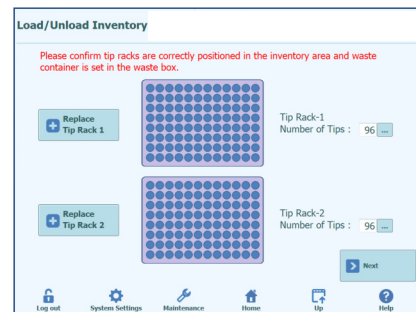 Load/Unload Inventory
Please confirm tip racks are correctly positioned in the inventory area and waste
container is set in the waste box.
Replace
Tip Rack 1
Tip Rack-1
Number of Tips : 96 ...
Replace
Tip Rack 2
Tip Rack-2
Number of Tips : 96 ...
Next
Log out System Settings Maintenance Home Up Help